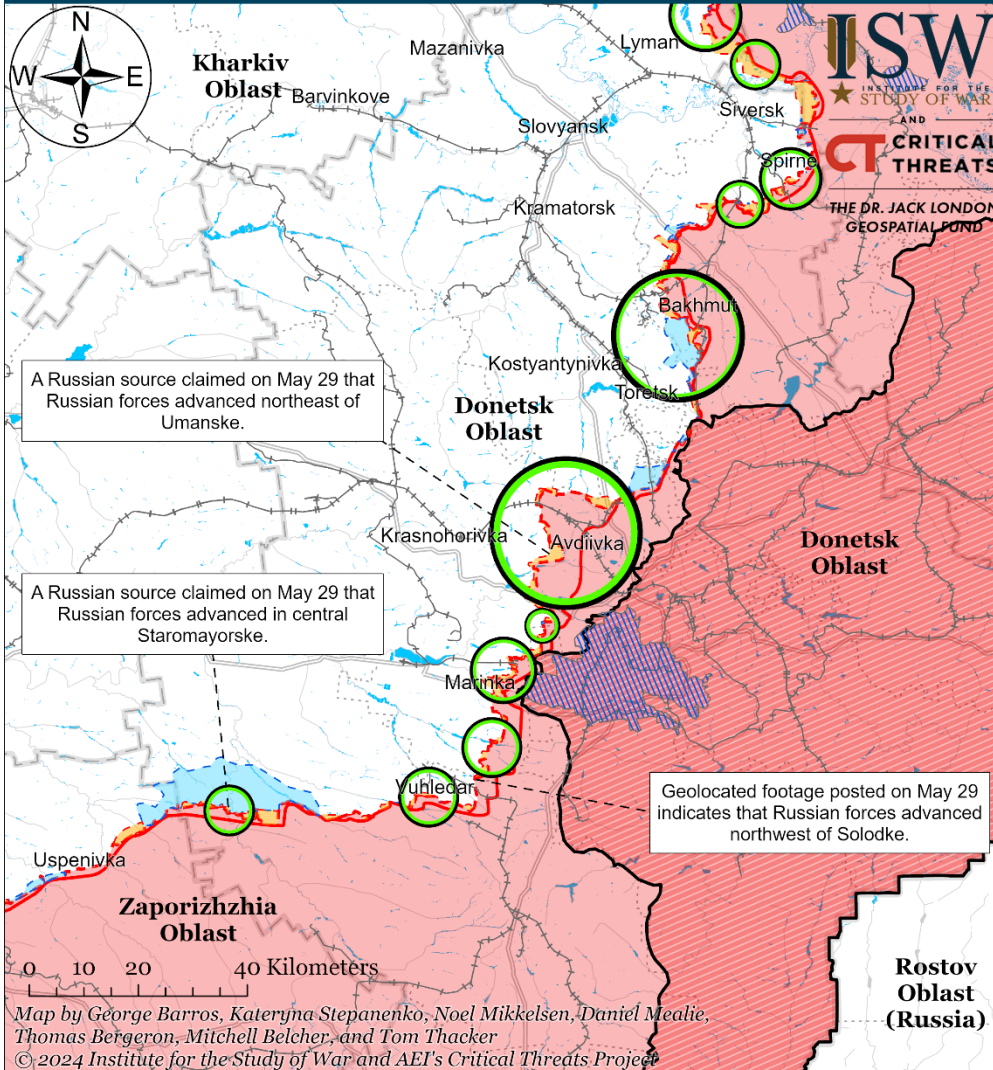 N
W
E
S
Kharkiv
Oblast
Mazanivka
Barvinkove
Lyman
Slovyansk
Siversk
Spirne
Kramatorsk
ISW
INSTITUTE FOR THE
STUDY OF WAR
AND
CT CRITICAL
THREATS
THE DR. JACK LONDON
GEOSPATIAL FUND
Bakhmut
Kostyantynivka
Toretsk
A Russian source claimed on May 29 that
Russian forces advanced northeast of
Umanske.
Donetsk
Oblast
Krasnohorivka
Avdiivka
Donetsk
Oblast
A Russian source claimed on May 29 that
Russian forces advanced in central
Staromayorske.
Marinka
Vuhledar
Geolocated footage posted on May 29
indicates that Russian forces advanced
northwest of Solodke.
Uspenivka
Zaporizhzhia
Oblast
0 10 20 40 Kilometers
Rostov
Oblast
(Russia)
Map by George Barros, Kateryna Stepanenko, Noel Mikkelsen, Daniel Mealie,
Thomas Bergeron, Mitchell Belcher, and Tom Thacker
© 2024 Institute for the Study of War and AEI's Critical Threats Project